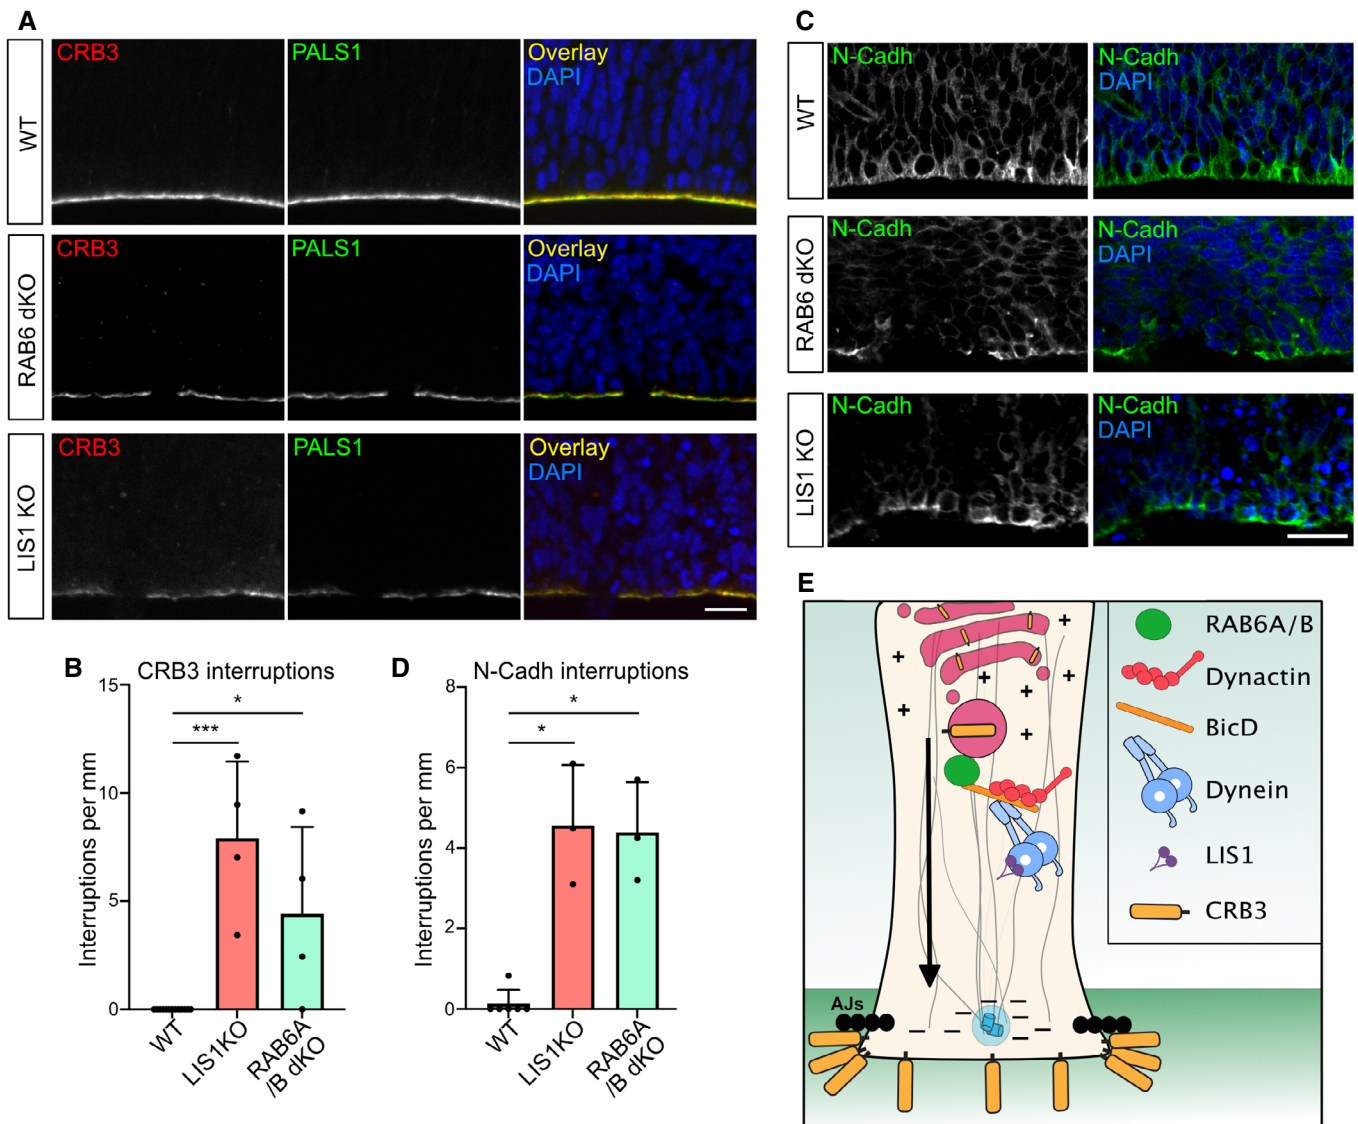 A
CRB3
PALS1
Overlay
DAPI
WT
CRB3
PALS1
Overlay
DAPI
RAB6 dKO
CRB3
PALS1
Overlay
DAPI
LIS1 KO
B
CRB3 interruptions
Interruptions per mm
15
10
5
0
*
***
WT
LIS1KO
RAB6A
/B dKO
C
N-Cadh
N-Cadh
DAPI
WT
N-Cadh
N-Cadh
DAPI
RAB6 dKO
N-Cadh
N-Cadh
DAPI
LIS1 KO
D
N-Cadh interruptions
Interruptions per mm
8
6
4
2
0
*
*
WT
LIS1KO
RAB6A
/B dKO
E
RAB6A/B
Dynactin
BicD
Dynein
LIS1
CRB3
AJs